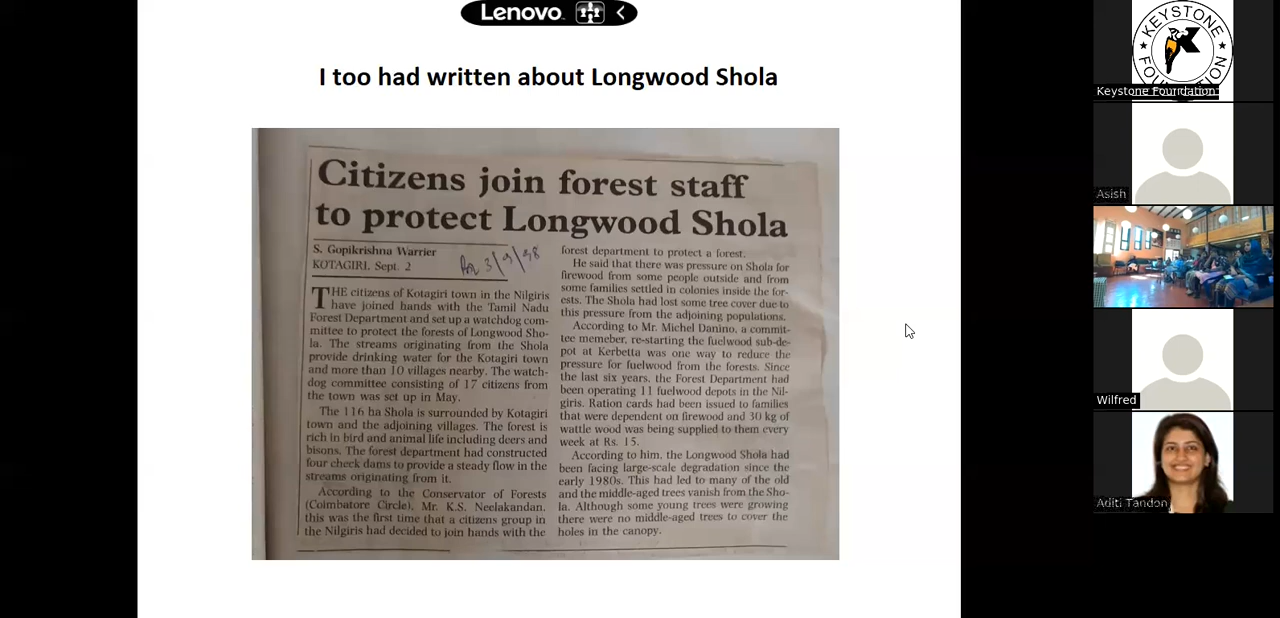 Lenovo
I too had written about Longwood Shola
Citizens join forest staff
to protect Longwood Shola
S. Gopikrishna Warrier
KOTAGIRI, Sept. 2
3/9/98
THE citizens of Kotagiri town in the Nilgiris
have joined hands with the Tamil Nadu
Forest Department and set up a watchdog com-
mittee to protect the forests of Longwood Sho-
la. The streams originating from the Shola
provide drinking water for the Kotagiri town
and more than 10 villages nearby. The watch-
dog committee consisting of 17 citizens from
the town was set up in May.
The 116 ha Shola is surrounded by Kotagiri
town and the adjoining villages. The forest is
rich in bird and animal life including deers and
bisons. The forest department had constructed
four check dams to provide a steady flow in the
streams originating from it.
According to the Conservator of Forests
(Coimbatore Circle), Mr. K.S. Neelakandan,
this was the first time that a citizens group in
the Nilgiris had decided to join hands with the
forest department to protect a forest.
He said that there was pressure on Shola for
firewood from some people outside and from
some families settled in colonies inside the for-
ests. The Shola had lost some tree cover due to
this pressure from the adjoining populations.
According to Mr. Michel Danino, a commit-
tee memeber, re-starting the fuelwood sub-de-
pot at Kerbetta was one way to reduce the
pressure for fuelwood from the forests. Since
the last six years, the Forest Department had
been operating 11 fuelwood depots in the Nil-
giris. Ration cards had been issued to families
that were dependent on firewood and 30 kg of
wattle wood was being supplied to them every
week at Rs. 15.
According to him, the Longwood Shola had
been facing large-scale degradation since the
early 1980s. This had led to many of the old
and the middle-aged trees vanish from the Sho-
la. Although some young trees were growing
there were no middle-aged trees to cover the
holes in the canopy.
KEYSTONE
FOUNDATION
Keystone Foundation
Asish
Wilfred
Aditi Tandon